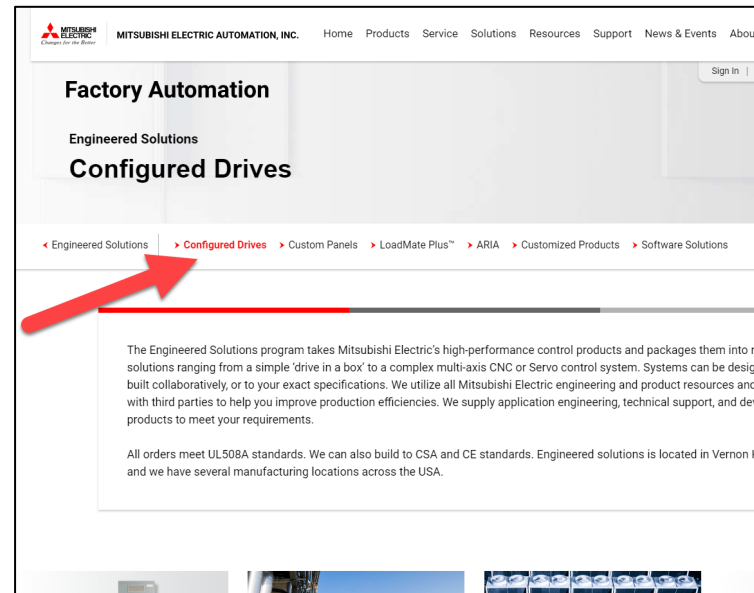 MITSUBISHI
ELECTRIC
Changes for the Better
MITSUBISHI ELECTRIC AUTOMATION, INC.
Home Products Service Solutions Resources Support News & Events Abou
Sign In |
Factory Automation
Engineered Solutions
Configured Drives
Engineered Solutions
Configured Drives Custom Panels LoadMate Plus™ ARIA Customized Products Software Solutions
The Engineered Solutions program takes Mitsubishi Electric's high-performance control products and packages them into r
solutions ranging from a simple 'drive in a box' to a complex multi-axis CNC or Servo control system. Systems can be desig
built collaboratively, or to your exact specifications. We utilize all Mitsubishi Electric engineering and product resources and
with third parties to help you improve production efficiencies. We supply application engineering, technical support, and dev
products to meet your requirements.
All orders meet UL508A standards. We can also build to CSA and CE standards. Engineered solutions is located in Vernon H
and we have several manufacturing locations across the USA.